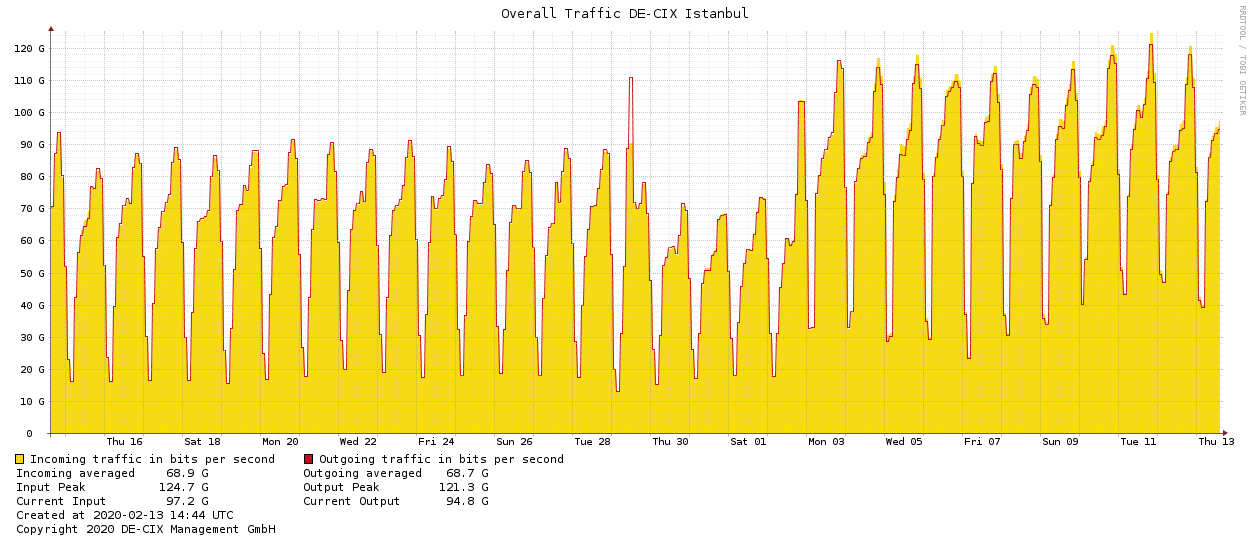 Overall Traffic DE-CIX Istanbul
RRDTOOL / TOBI OETIKER
120 G
110 G
100 G
90 G
80 G
70 G
60 G
50 G
40 G
30 G
20 G
10 G
0
Thu 16 Sat 18 Mon 20 Wed 22 Fri 24 Sun 26 Tue 28 Thu 30 Sat 01 Mon 03 Wed 05 Fri 07 Sun 09 Tue 11 Thu 13
Incoming traffic in bits per second Outgoing traffic in bits per second
Incoming averaged 68.9 G Outgoing averaged 68.7 G
Input Peak 124.7 G Output Peak 121.3 G
Current Input 97.2 G Current Output 94.8 G
Created at 2020-02-13 14:44 UTC
Copyright 2020 DE-CIX Management GmbH